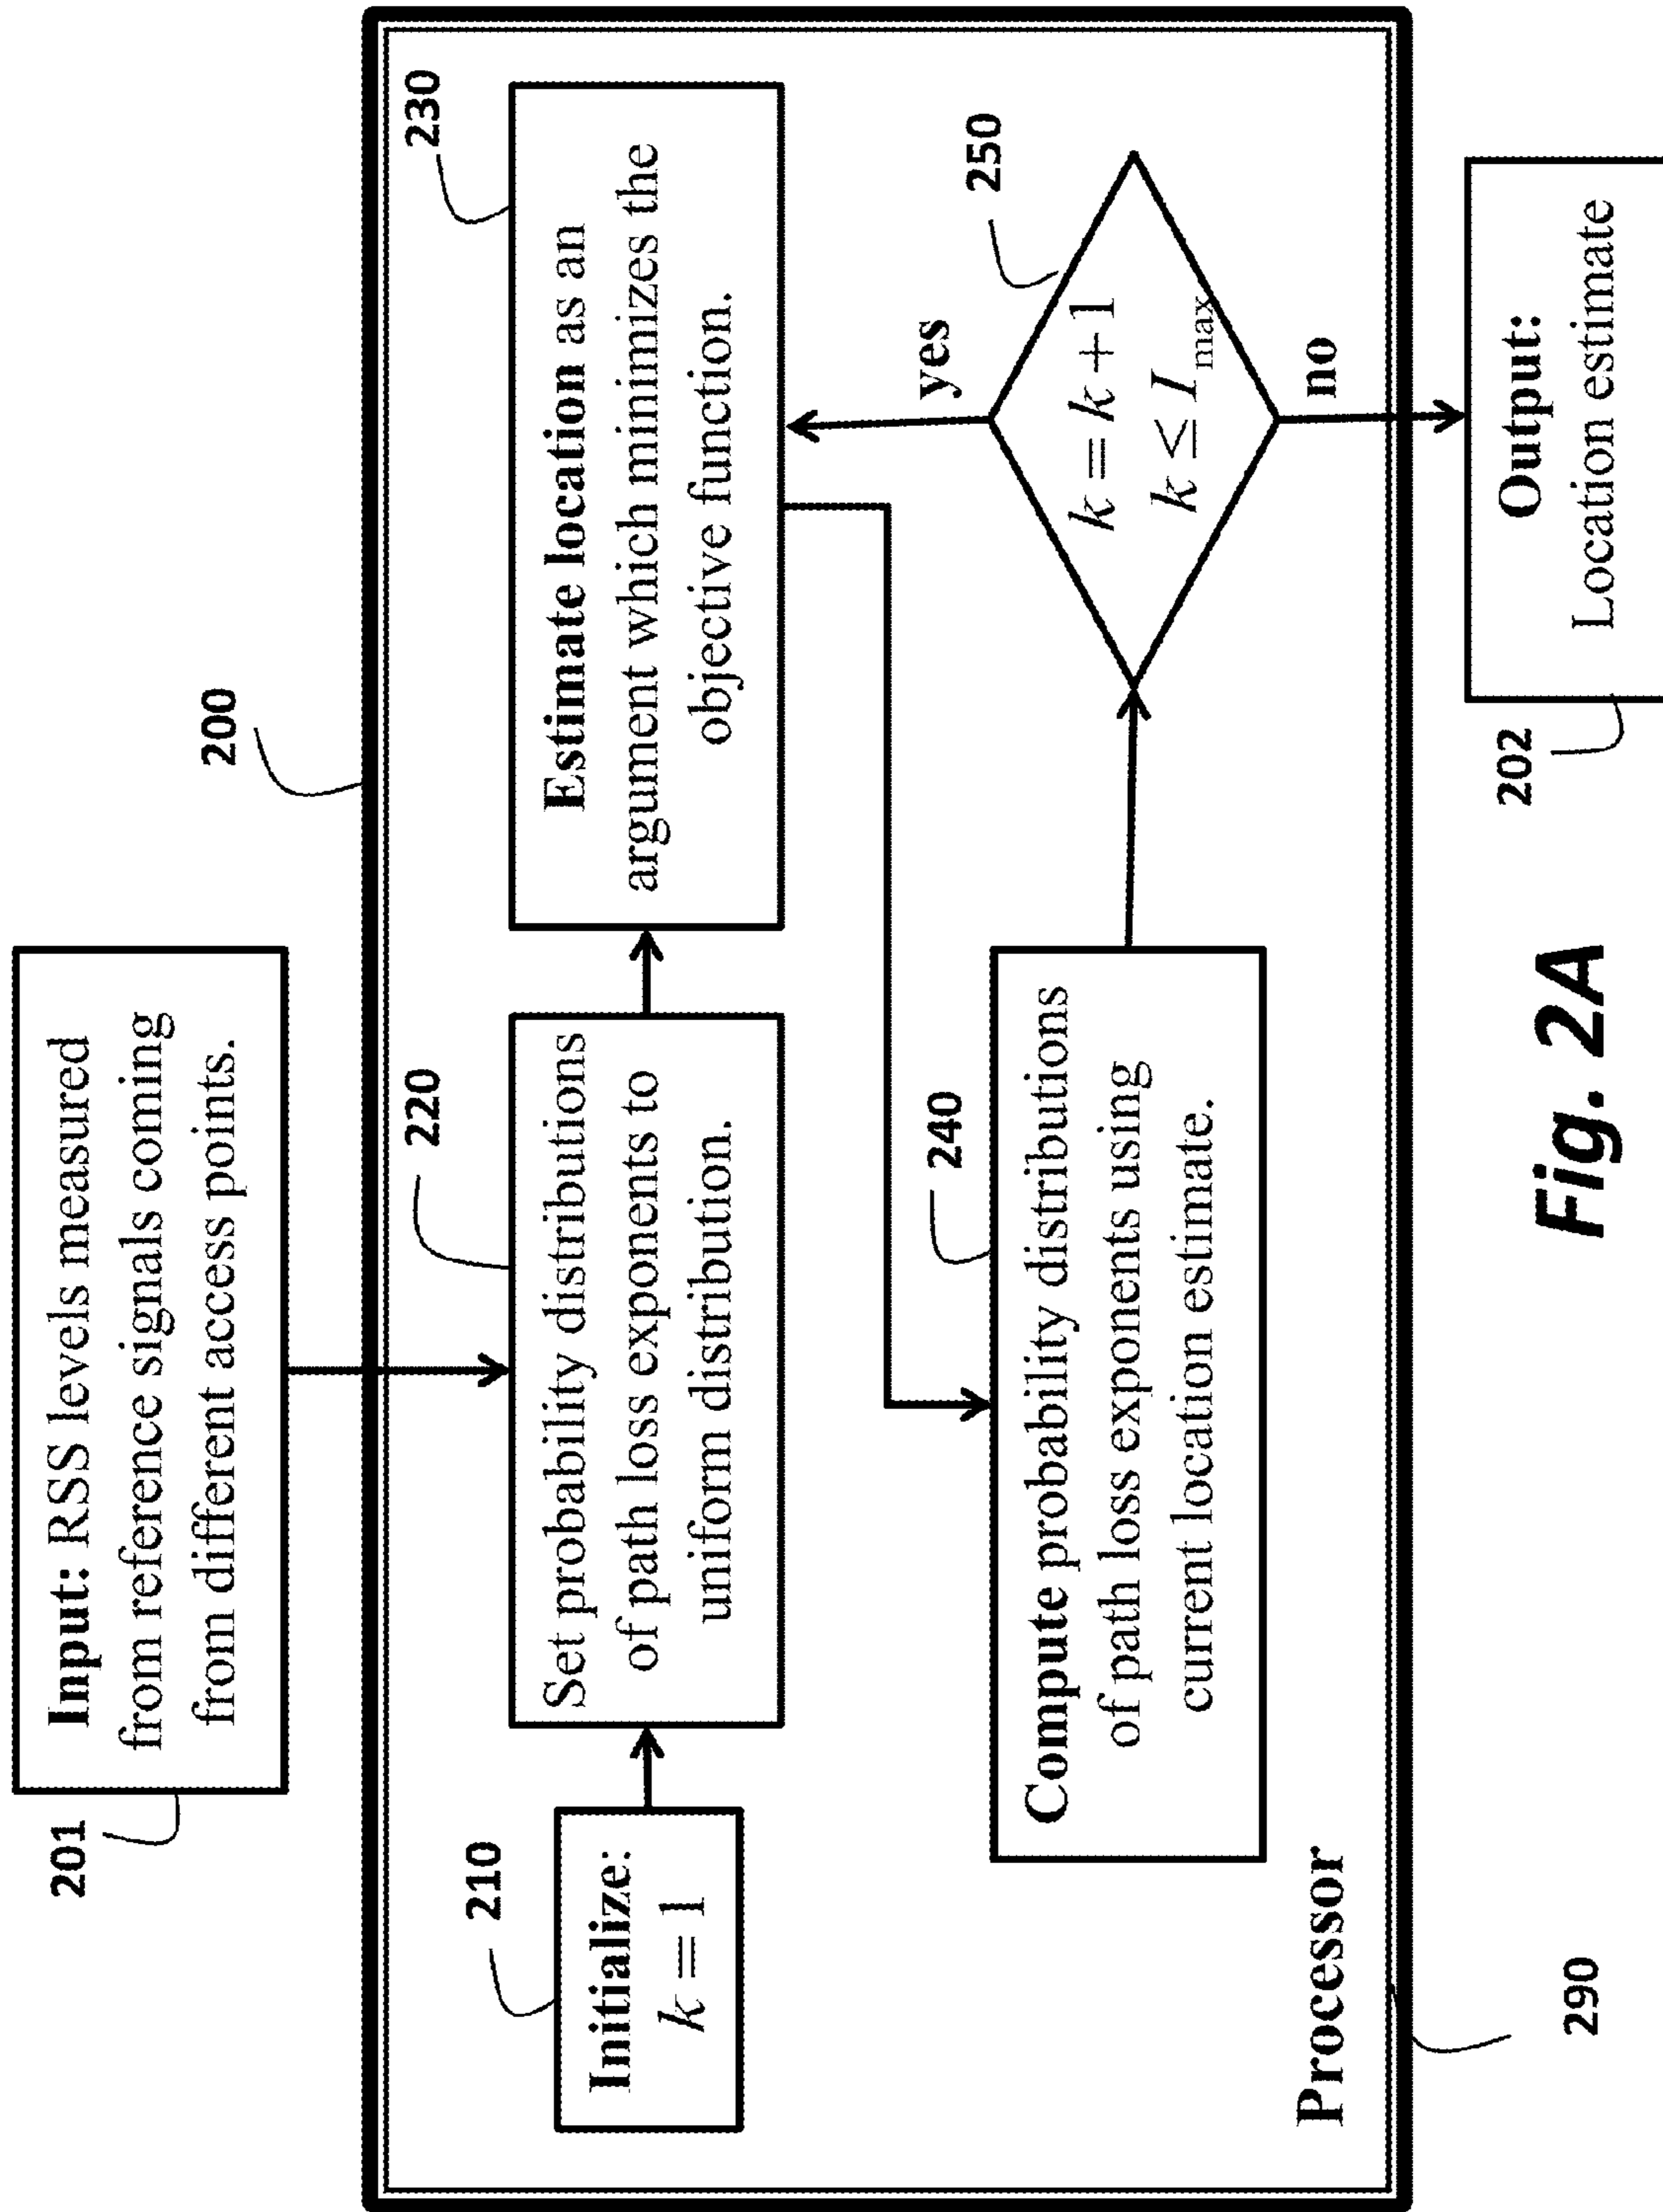 201
Input: RSS levels measured
from reference signals coming
from different access points.
200
210
Initialize:
k = 1
220
Set probability distributions
of path loss exponents to
uniform distribution.
230
Estimate location as an
argument which minimizes the
objective function.
240
Compute probability distributions
of path loss exponents using
current location estimate.
250
k = k + 1
k ≤ I_max
yes
no
Processor
290
202
Output:
Location estimate
Fig. 2A